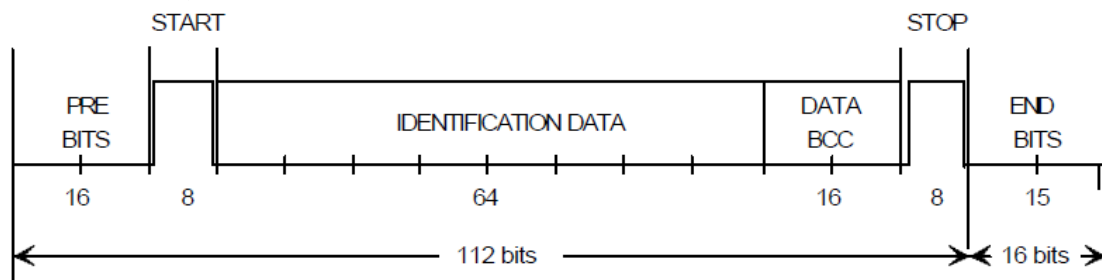 START
STOP
PRE
BITS
IDENTIFICATION DATA
DATA
BCC
END
BITS
16
8
64
16
8
15
112 bits
16 bits